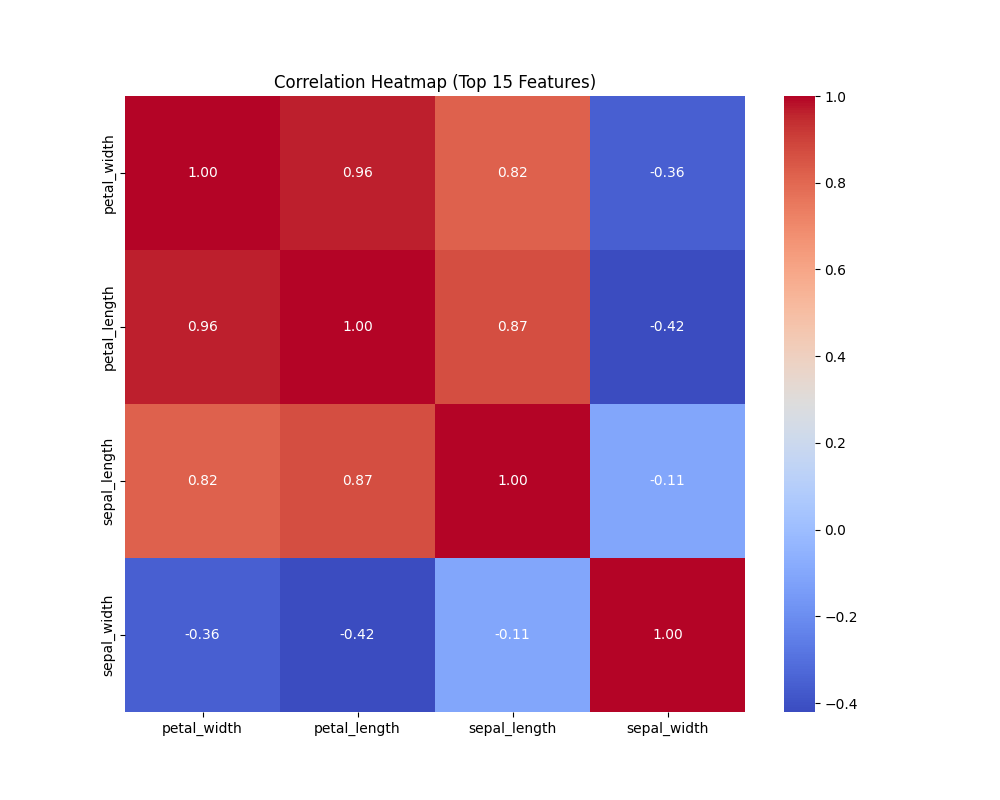 Correlation Heatmap (Top 15 Features)
petal_width
1.00 0.96 0.82 -0.36
petal_length
0.96 1.00 0.87 -0.42
sepal_length
0.82 0.87 1.00 -0.11
sepal_width
-0.36 -0.42 -0.11 1.00
petal_width petal_length sepal_length sepal_width
1.0
0.8
0.6
0.4
0.2
0.0
−0.2
−0.4